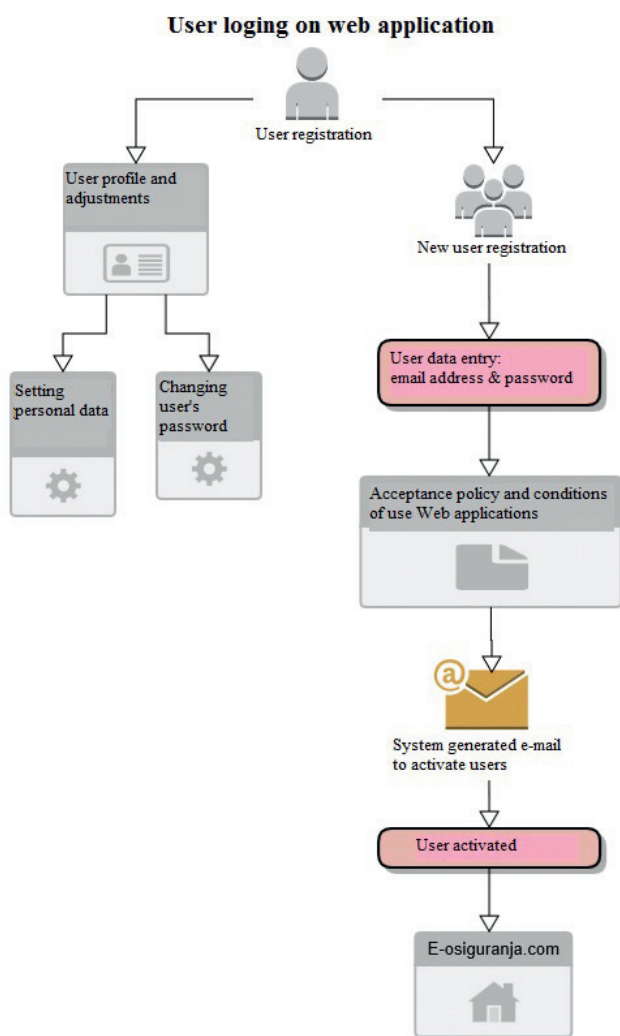 User loging on web application
User registration
User profile and
adjustments
New user registration
User data entry:
email address & password
Setting
personal data
Changing
user's
password
Acceptance policy and conditions
of use Web applications
@
System generated e-mail
to activate users
User activated
E-osiguranja.com